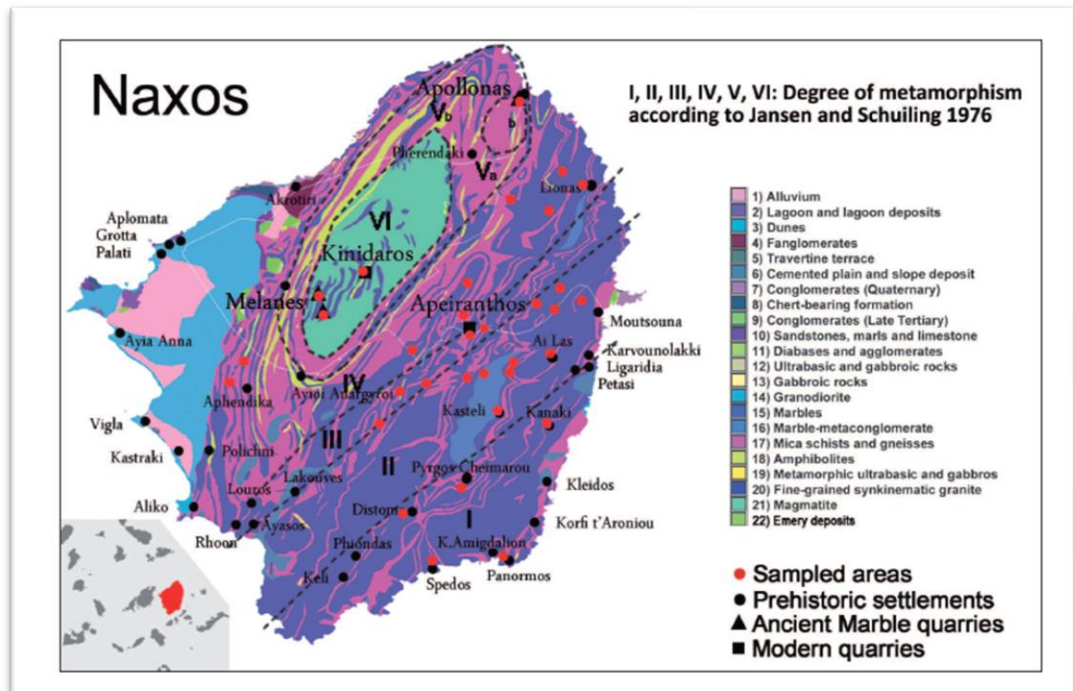 Naxos
I, II, III, IV, V, VI: Degree of metamorphism
according to Jansen and Schuiling 1976
Apollonas
Vb
b
Pherendaki
Va
Lionas
Akrotiri
Aplomata
Grotta
Palati
VI
Kinidaros
Melanes
Apeiranthos
Moutsouna
Ayia Anna
Ai Las
Karvounolakki
Ligaridia
Petasi
IV
Ayioi Anargyroi
Aphendika
Kasteli
Kanaki
Vigla
III
Kastraki
Polichni
II
Pyrgos Cheimarou
Lakouves
Kleidos
Louros
Aliko
Distomi
I
Korfi t'Aroniou
Rhoon
Ayasos
Phiondas
K.Amigdalion
Keli
Spedos
Panormos
1) Alluvium
2) Lagoon and lagoon deposits
3) Dunes
4) Fanglomerates
5) Travertine terrace
6) Cemented plain and slope deposit
7) Conglomerates (Quaternary)
8) Chert-bearing formation
9) Conglomerates (Late Tertiary)
10) Sandstones, marls and limestone
11) Diabases and agglomerates
12) Ultrabasic and gabbroic rocks
13) Gabbroic rocks
14) Granodiorite
15) Marbles
16) Marble-metaconglomerate
17) Mica schists and gneisses
18) Amphibolites
19) Metamorphic ultrabasic and gabbros
20) Fine-grained synkinematic granite
21) Magmatite
22) Emery deposits
Sampled areas
Prehistoric settlements
Ancient Marble quarries
Modern quarries